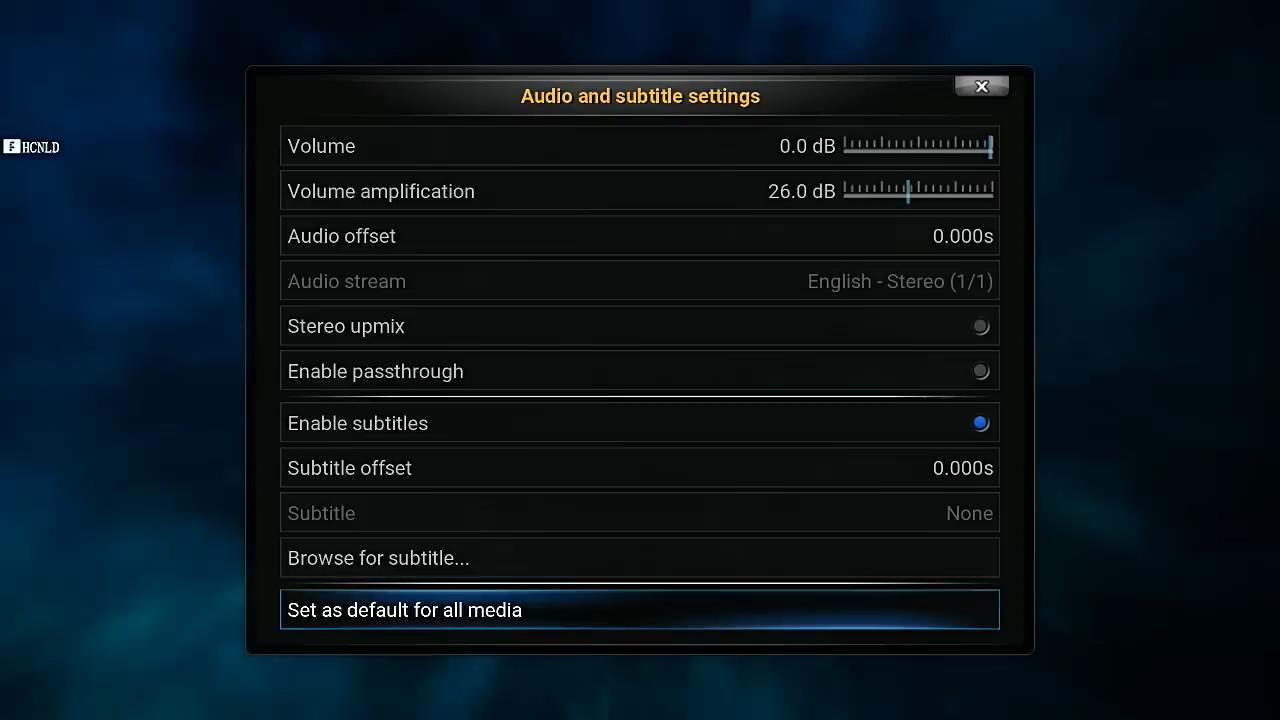 Audio and subtitle settings
Volume 0.0 dB
F HCNLD
Volume amplification 26.0 dB
Audio offset 0.000s
Audio stream English - Stereo (1/1)
Stereo upmix
Enable passthrough
Enable subtitles
Subtitle offset 0.000s
Subtitle None
Browse for subtitle...
Set as default for all media